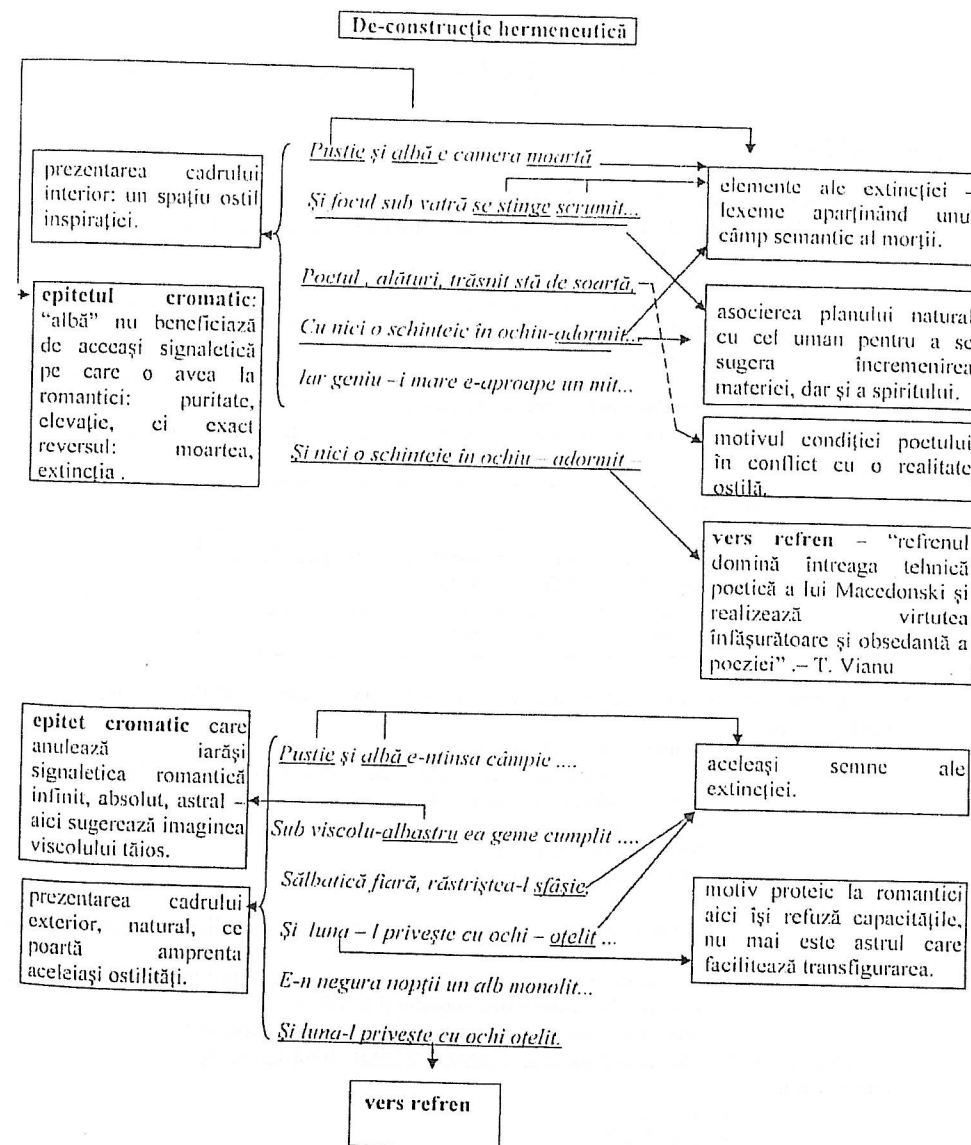 De-construcție hermeneutică
prezentarea cadrului
interior: un spațiu ostil
inspirației.
epitetul cromatic:
“albă” nu beneficiază
de aceeași signaletică
pe care o avea la
romantici: puritate,
elevație, ci exact
reversul: moartea,
extincția .
Pustie și albă e camera moartă
Și focul sub vatră se stinge scrumit...
Poetul , alături, trăsnit stă de soartă,
Cu nici o schinteie în ochiu-adormit...
Iar geniu –i mare e-aproape un mit...
Și nici o schinteie în ochiu – adormit –
elemente ale extincției –
lexeme aparținând unu
câmp semantic al morții.
asocierea planului natural
cu cel uman pentru a se
sugera încremenirea
materiei, dar și a spiritului.
motivul condiției poetului
în conflict cu o realitate
ostilă.
vers refren – “refrenul
domină întreaga tehnică
poetică a lui Macedonski și
realizează virtutea
înfășurătoare și obsedantă a
poeziei” .– T. Vianu
epitet cromatic care
anulează iarăși
signaletica romantică
infinit, absolut, astral –
aici sugerează imaginea
viscolului tăios.
prezentarea cadrului
exterior, natural, ce
poartă amprenta
aceleiași ostilități.
Pustie și albă e-ntinsa câmpie ....
Sub viscolu-albastru ea geme cumplit ....
Sălbatică fiară, răstriștea-l sfâșie,
Și luna – l privește cu ochi – oțelit ...
E-n negura nopții un alb monolit...
Și luna-l privește cu ochi oțelit.
aceleași semne ale
extincției.
motiv proteic la romantici
aici își refuză capacitățile,
nu mai este astrul care
facilitează transfigurarea.
vers refren